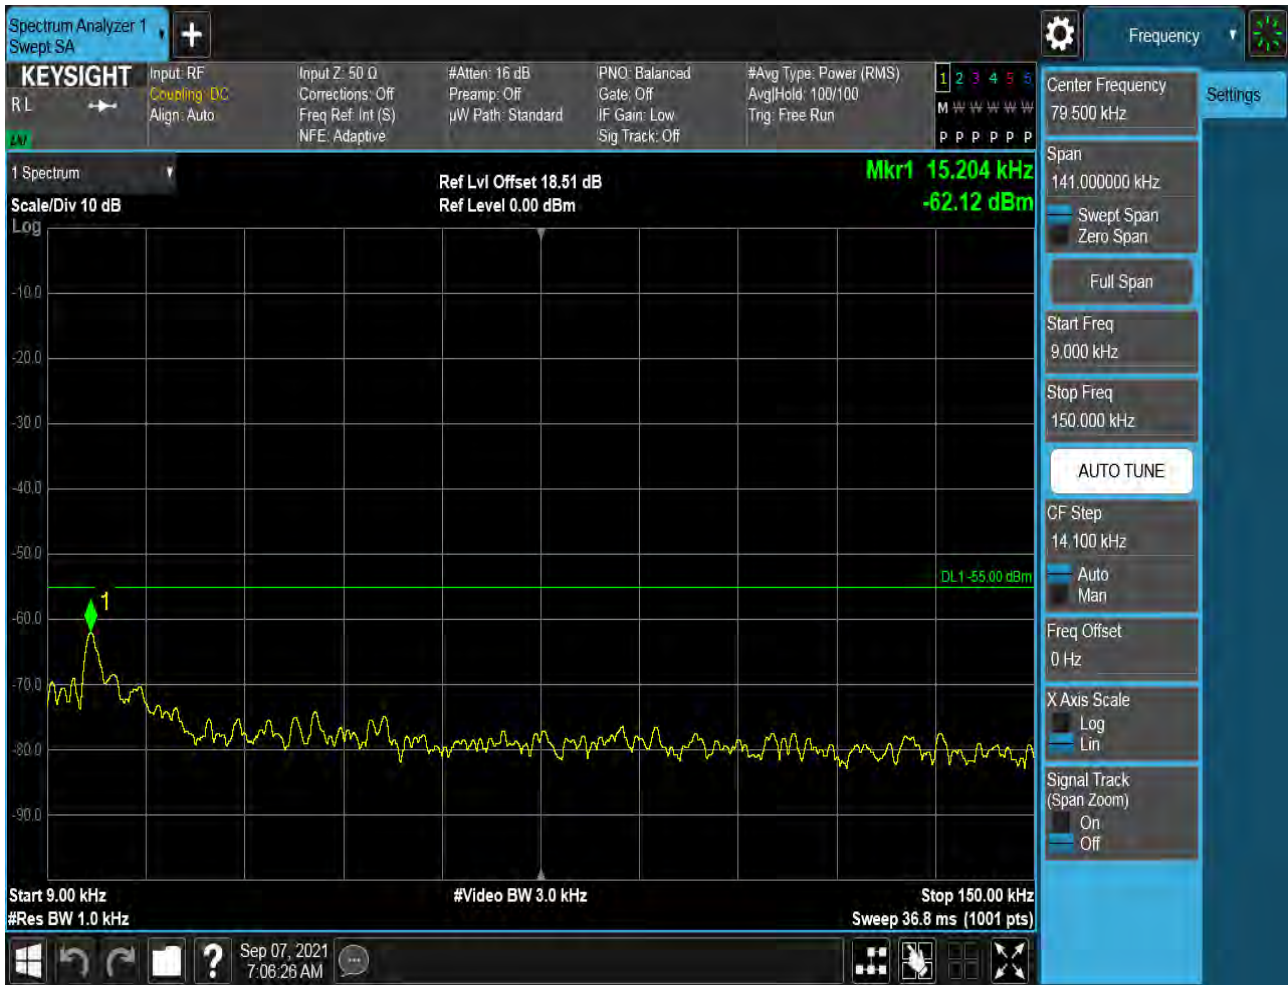 Spectrum Analyzer 1
Swept SA
Frequency
KEYSIGHT
R L
LNI
Input: RF
Coupling: DC
Align: Auto
Input Z: 50 Ω
Corrections: Off
Freq Ref: Int (S)
NFE: Adaptive
#Atten: 16 dB
Preamp: Off
µW Path: Standard
PNO: Balanced
Gate: Off
IF Gain: Low
Sig Track: Off
#Avg Type: Power (RMS)
Avg|Hold: 100/100
Trig: Free Run
1 2 3 4 5 6
M W W W W W
P P P P P P
1 Spectrum
Scale/Div 10 dB
Ref Lvl Offset 18.51 dB
Ref Level 0.00 dBm
Mkr1 15.204 kHz
-62.12 dBm
Log
-10.0
-20.0
-30.0
-40.0
-50.0
DL1 -55.00 dBm
1
-60.0
-70.0
-80.0
-90.0
Start 9.00 kHz
#Res BW 1.0 kHz
#Video BW 3.0 kHz
Stop 150.00 kHz
Sweep 36.8 ms (1001 pts)
?
Sep 07, 2021
7:06:26 AM
Center Frequency
79.500 kHz
Settings
Span
141.000000 kHz
Swept Span
Zero Span
Full Span
Start Freq
9.000 kHz
Stop Freq
150.000 kHz
AUTO TUNE
CF Step
14.100 kHz
Auto
Man
Freq Offset
0 Hz
X Axis Scale
Log
Lin
Signal Track
(Span Zoom)
On
Off